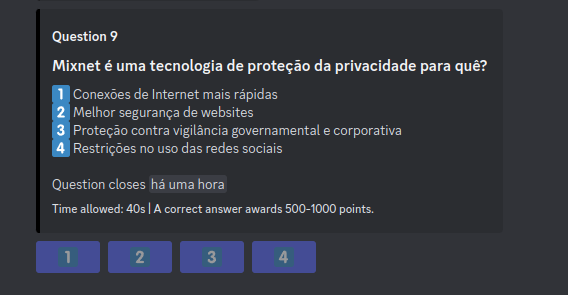 Question 9
Mixnet é uma tecnologia de proteção da privacidade para quê?
1 Conexões de Internet mais rápidas
2 Melhor segurança de websites
3 Proteção contra vigilância governamental e corporativa
4 Restrições no uso das redes sociais
Question closes há uma hora
Time allowed: 40s | A correct answer awards 500-1000 points.
1 2 3 4